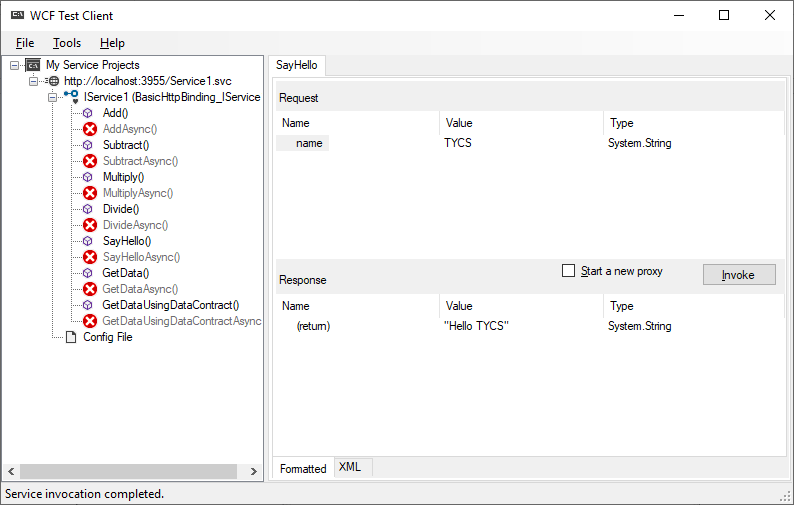 WCF Test Client
File Tools Help
My Service Projects
http://localhost:3955/Service1.svc
IService1 (BasicHttpBinding_IService
Add()
AddAsync()
Subtract()
SubtractAsync()
Multiply()
MultiplyAsync()
Divide()
DivideAsync()
SayHello()
SayHelloAsync()
GetData()
GetDataAsync()
GetDataUsingDataContract()
GetDataUsingDataContractAsync
Config File
SayHello
Request
Name Value Type
name TYCS System.String
Response Start a new proxy Invoke
Name Value Type
(return) "Hello TYCS" System.String
Formatted XML
Service invocation completed.